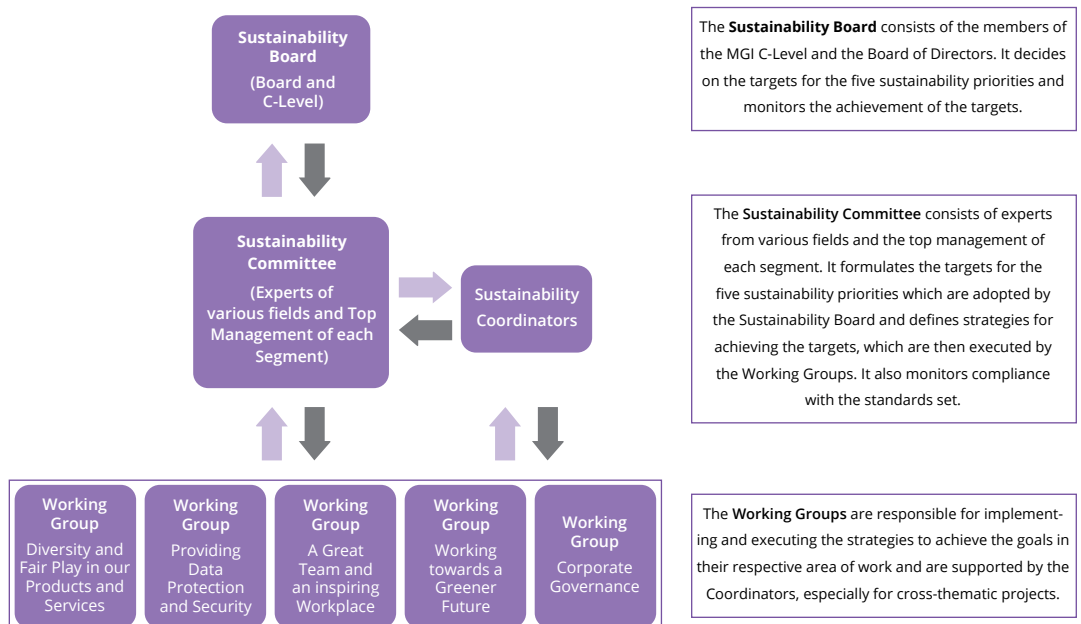 Sustainability
Board
(Board and
C-Level)
The Sustainability Board consists of the members of
the MGI C-Level and the Board of Directors. It decides
on the targets for the five sustainability priorities and
monitors the achievement of the targets.
Sustainability
Committee
(Experts of
various fields and Top
Management of each
Segment)
Sustainability
Coordinators
The Sustainability Committee consists of experts
from various fields and the top management of
each segment. It formulates the targets for the
five sustainability priorities which are adopted by
the Sustainability Board and defines strategies for
achieving the targets, which are then executed by
the Working Groups. It also monitors compliance
with the standards set.
Working
Group
Diversity and
Fair Play in our
Products and
Services
Working
Group
Providing
Data
Protection
and Security
Working
Group
A Great
Team and
an inspiring
Workplace
Working
Group
Working
towards a
Greener
Future
Working
Group
Corporate
Governance
The Working Groups are responsible for implement-
ing and executing the strategies to achieve the goals in
their respective area of work and are supported by the
Coordinators, especially for cross-thematic projects.